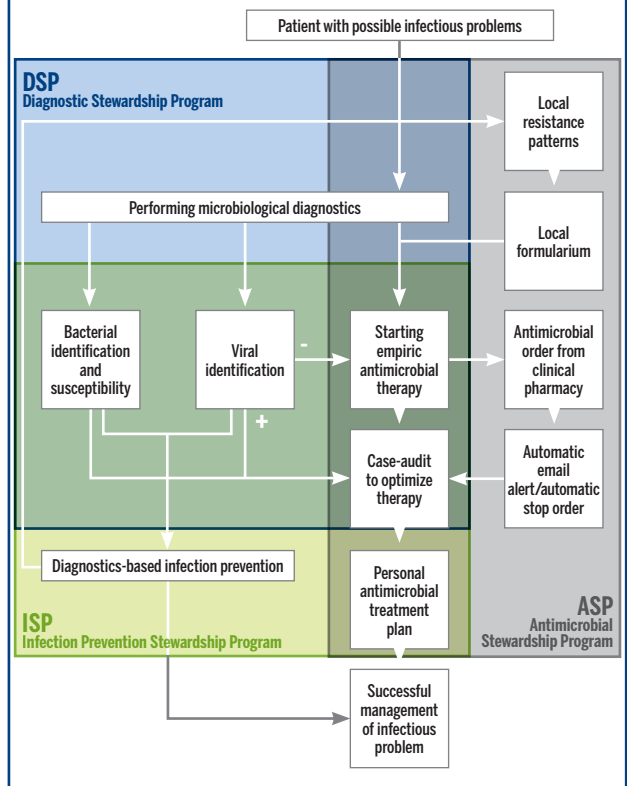 Patient with possible infectious problems
DSP
Diagnostic Stewardship Program
Local
resistance
patterns
Performing microbiological diagnostics
Local
formularium
Bacterial
identification
and
susceptibility
Viral
identification
-
+
Starting
empiric
antimicrobial
therapy
Antimicrobial
order from
clinical
pharmacy
Case-audit
to optimize
therapy
Automatic
email
alert/automatic
stop order
Diagnostics-based infection prevention
Personal
antimicrobial
treatment
plan
ISP
Infection Prevention Stewardship Program
ASP
Antimicrobial
Stewardship Program
Successful
management
of infectious
problem